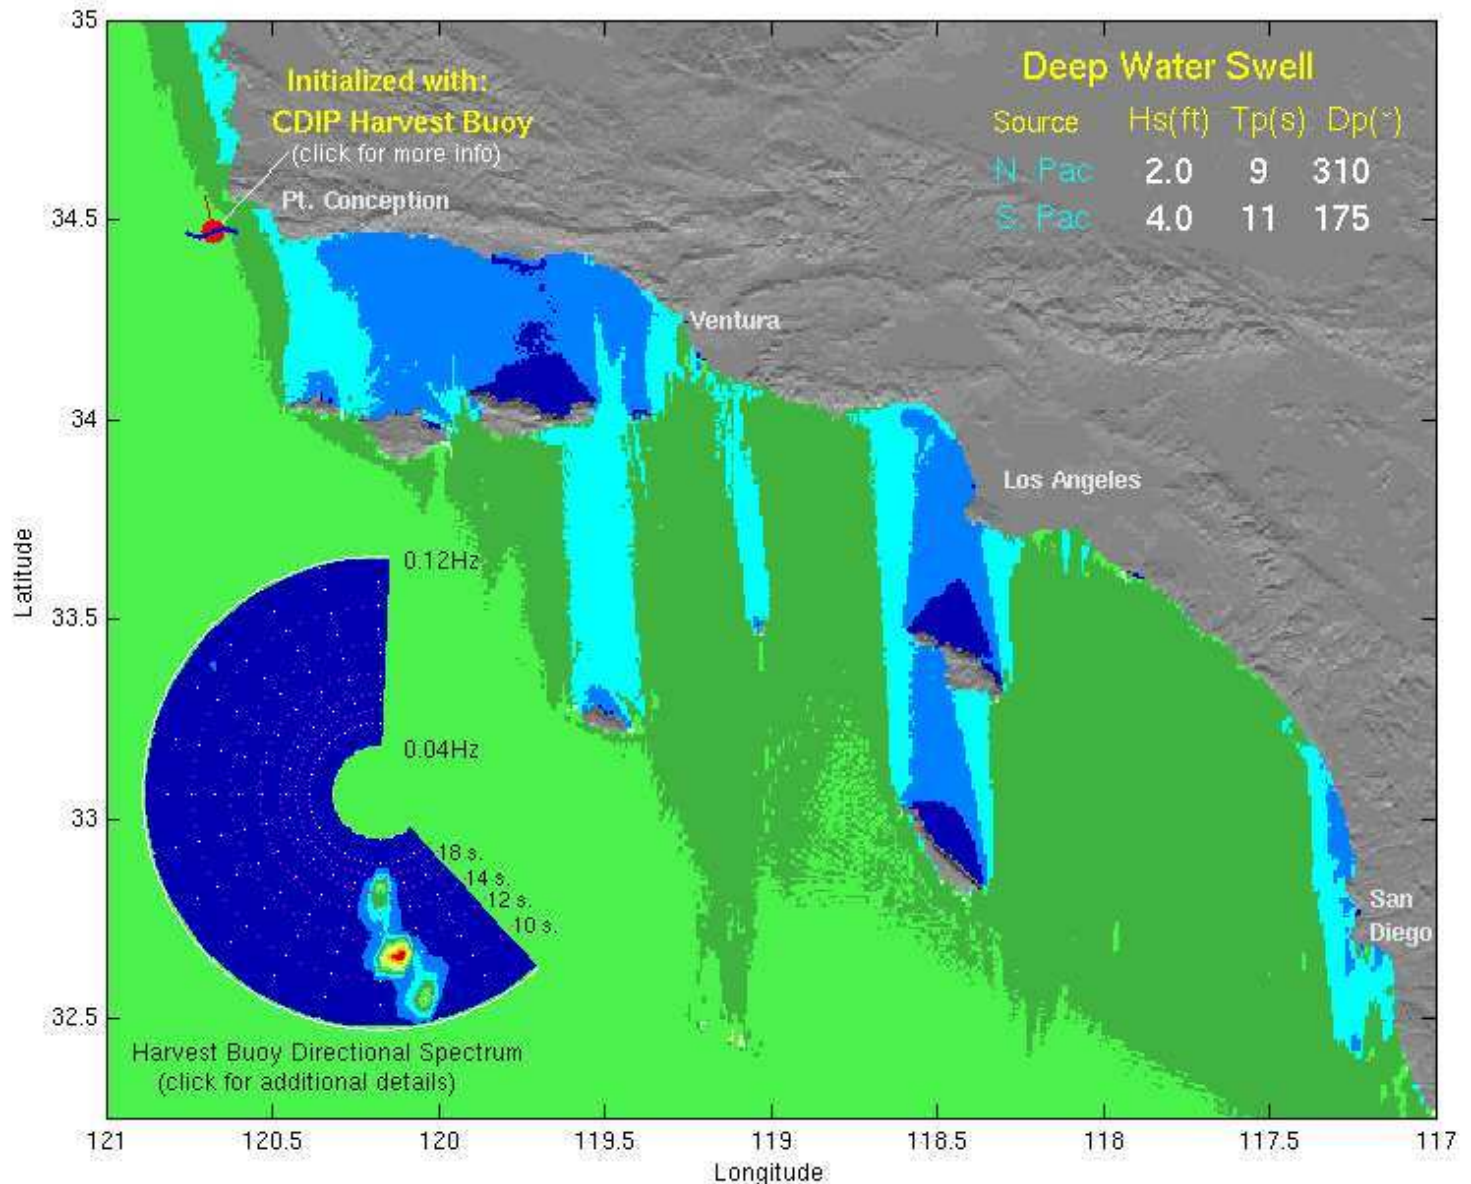 Initialized with:
CDIP Harvest Buoy
(click for more info)
Pt. Conception
Deep Water Swell
Source Hs(ft) Tp(s) Dp(°)
N. Pac 2.0 9 310
S. Pac 4.0 11 175
Ventura
Los Angeles
San
Diego
0.12Hz
0.04Hz
18 s.
14 s.
12 s.
10 s.
Harvest Buoy Directional Spectrum
(click for additional details)
Latitude
35
34.5
34
33.5
33
32.5
121 120.5 120 119.5 119 118.5 118 117.5 117
Longitude